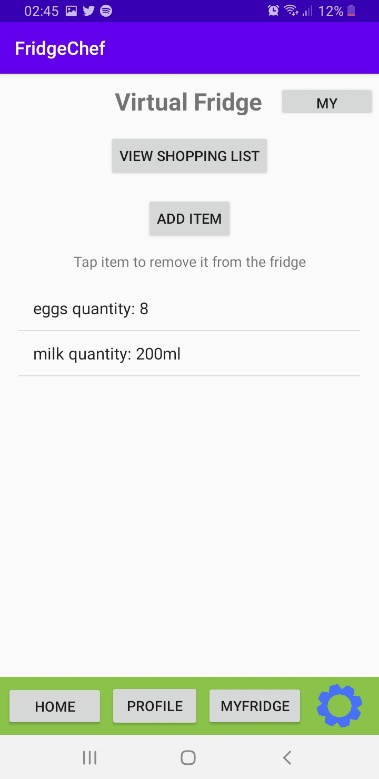 02:45 12%
FridgeChef
Virtual Fridge MY
VIEW SHOPPING LIST
ADD ITEM
Tap item to remove it from the fridge
eggs quantity: 8
milk quantity: 200ml
HOME PROFILE MYFRIDGE